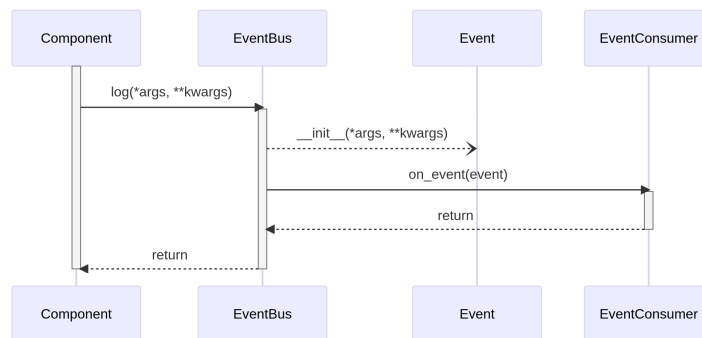 Component
EventBus
Event
EventConsumer
log(*args, **kwargs)
__init__(*args, **kwargs)
on_event(event)
return
return
Component
EventBus
Event
EventConsumer